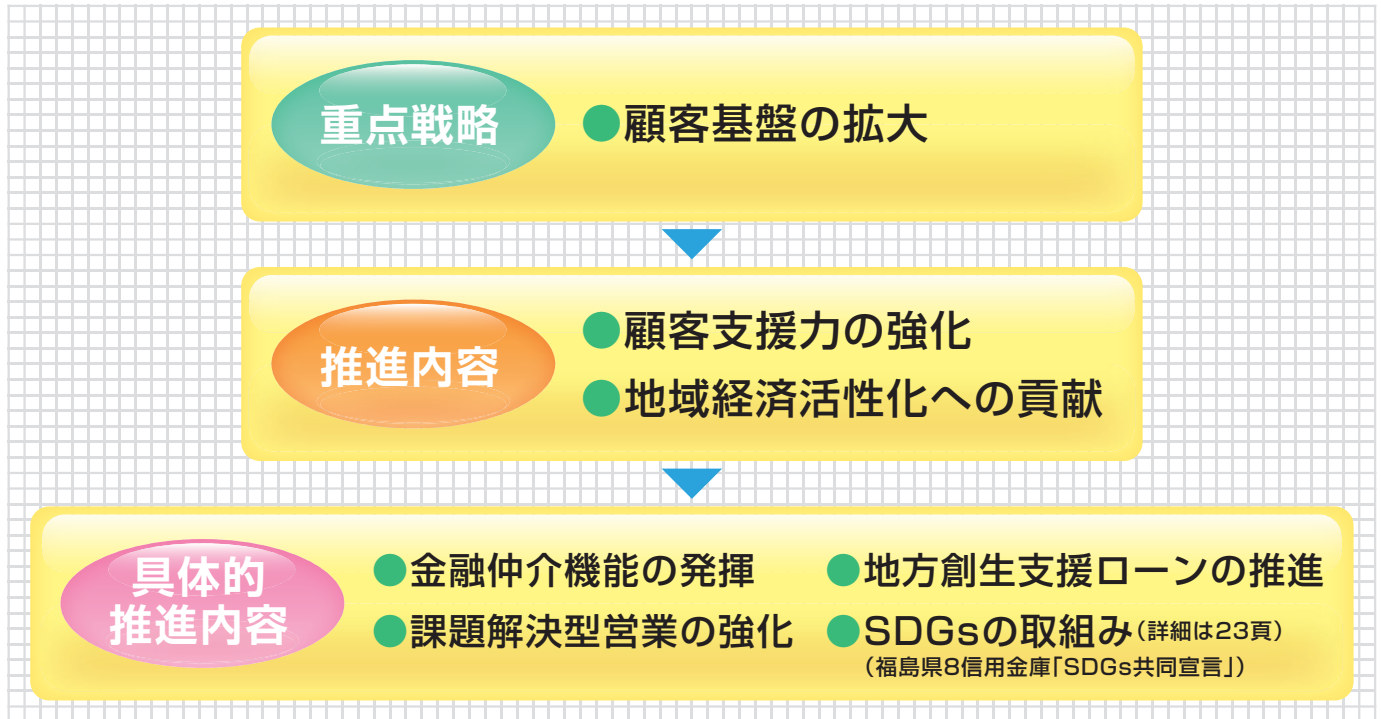 重点戦略
●顧客基盤の拡大
推進内容
●顧客支援力の強化
●地域経済活性化への貢献
具体的
推進内容
●金融仲介機能の発揮
●課題解決型営業の強化
●地方創生支援ローンの推進
●SDGsの取組み(詳細は23頁)
(福島県8信用金庫「SDGs共同宣言」)